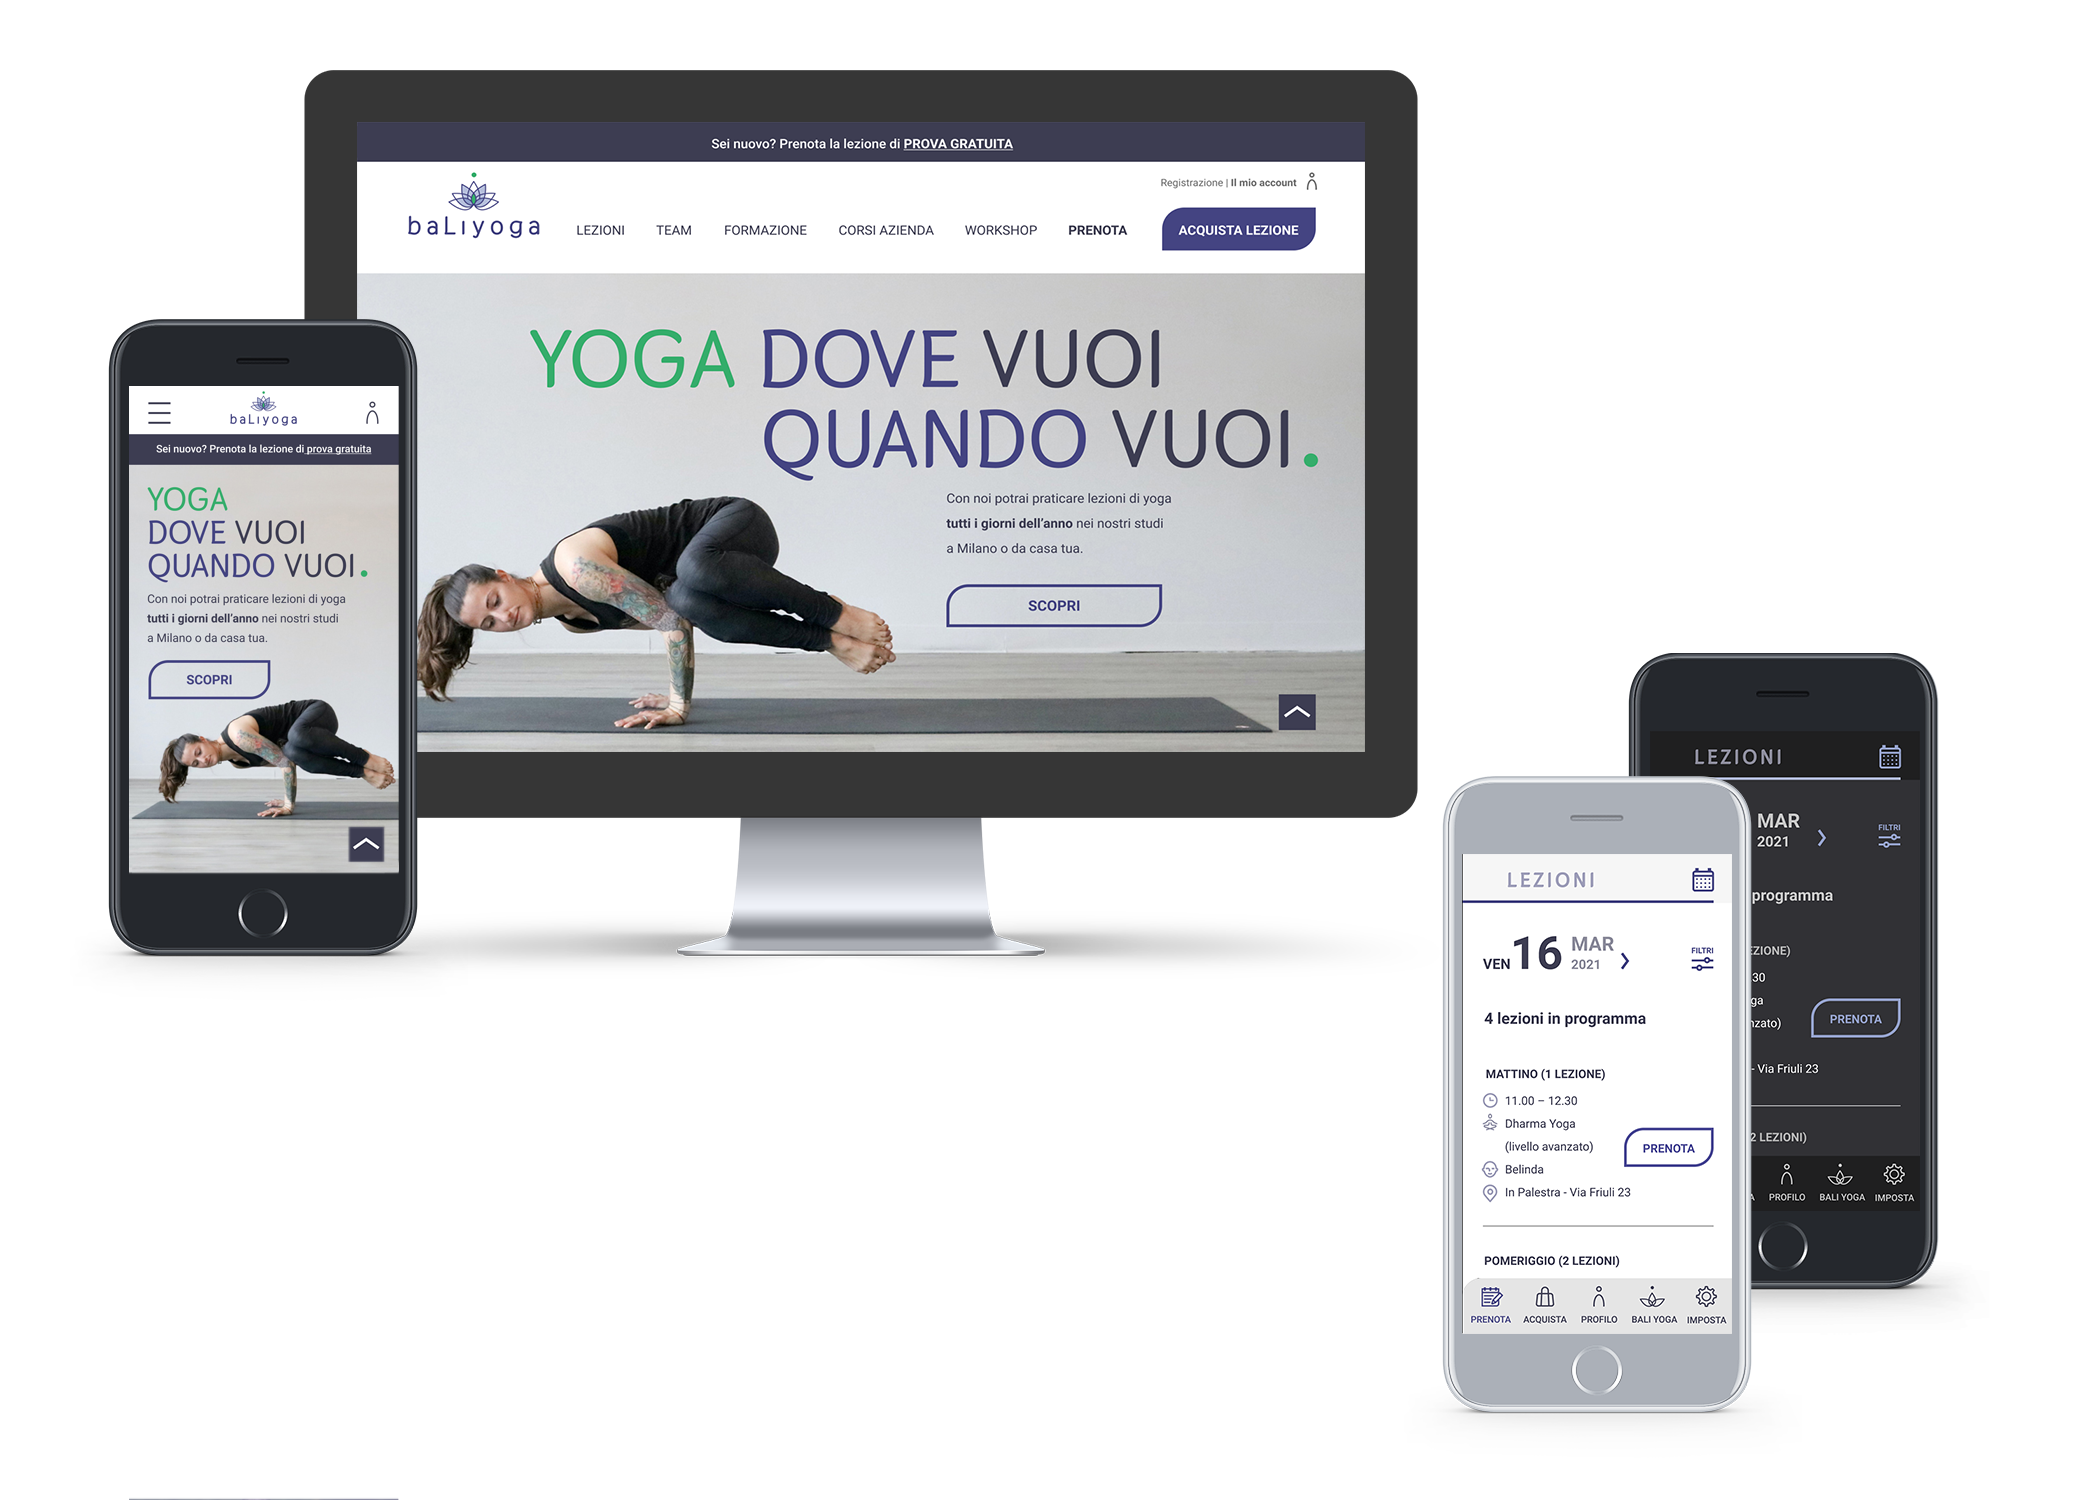 Sei nuovo? Prenota la lezione di PROVA GRATUITA
Registrazione | Il mio account
baLiyoga
LEZIONI TEAM FORMAZIONE CORSI AZIENDA WORKSHOP PRENOTA ACQUISTA LEZIONE
YOGA DOVE VUOI
QUANDO VUOI.
Con noi potrai praticare lezioni di yoga
tutti i giorni dell'anno nei nostri studi
a Milano o da casa tua.
SCOPRI
baLiyoga
Sei nuovo? Prenota la lezione di prova gratuita
YOGA
DOVE VUOI
QUANDO VUOI.
Con noi potrai praticare lezioni di yoga
tutti i giorni dell'anno nei nostri studi
a Milano o da casa tua.
SCOPRI
LEZIONI
VEN 16 MAR
2021
FILTRI
4 lezioni in programma
MATTINO (1 LEZIONE)
11.00 – 12.30
Dharma Yoga
(livello avanzato)
PRENOTA
Belinda
In Palestra - Via Friuli 23
POMERIGGIO (2 LEZIONI)
PRENOTA ACQUISTA PROFILO BALI YOGA IMPOSTA
LEZIONI
MAR
2021
FILTRI
programma
EZIONE)
30
ga
nzato)
PRENOTA
- Via Friuli 23
2 LEZIONI)
A PROFILO BALI YOGA IMPOSTA